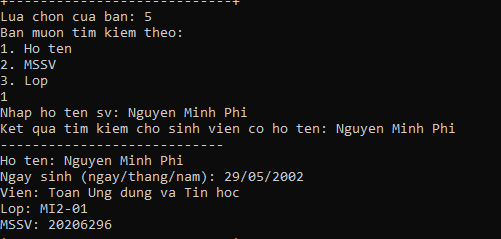 +----------------------------+
Lua chon cua ban: 5
Ban muon tim kiem theo:
1. Ho ten
2. MSSV
3. Lop
1
Nhap ho ten sv: Nguyen Minh Phi
Ket qua tim kiem cho sinh vien co ho ten: Nguyen Minh Phi
----------------------------
Ho ten: Nguyen Minh Phi
Ngay sinh (ngay/thang/nam): 29/05/2002
Vien: Toan Ung dung va Tin hoc
Lop: MI2-01
MSSV: 20206296
+----------------------------+